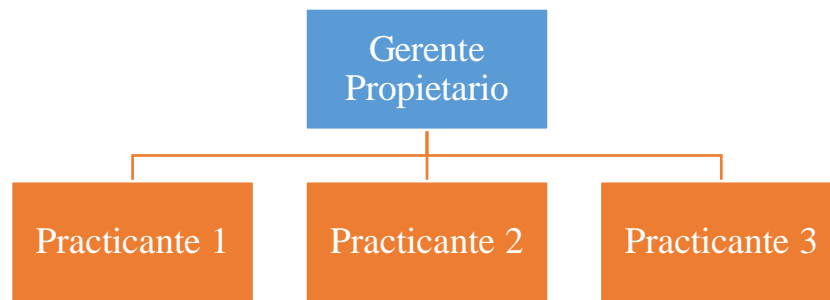 Gerente
Propietario
Practicante 1
Practicante 2
Practicante 3